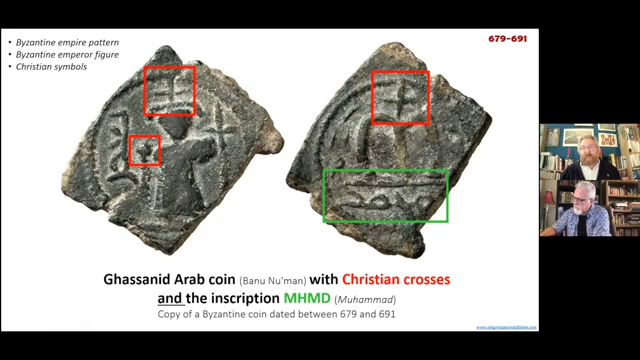 • Byzantine empire pattern
• Byzantine emperor figure
• Christian symbols
679-691
Ghassanid Arab coin (Banu Nu'man) with Christian crosses
and the inscription MHMD (Muhammad)
Copy of a Byzantine coin dated between 679 and 691